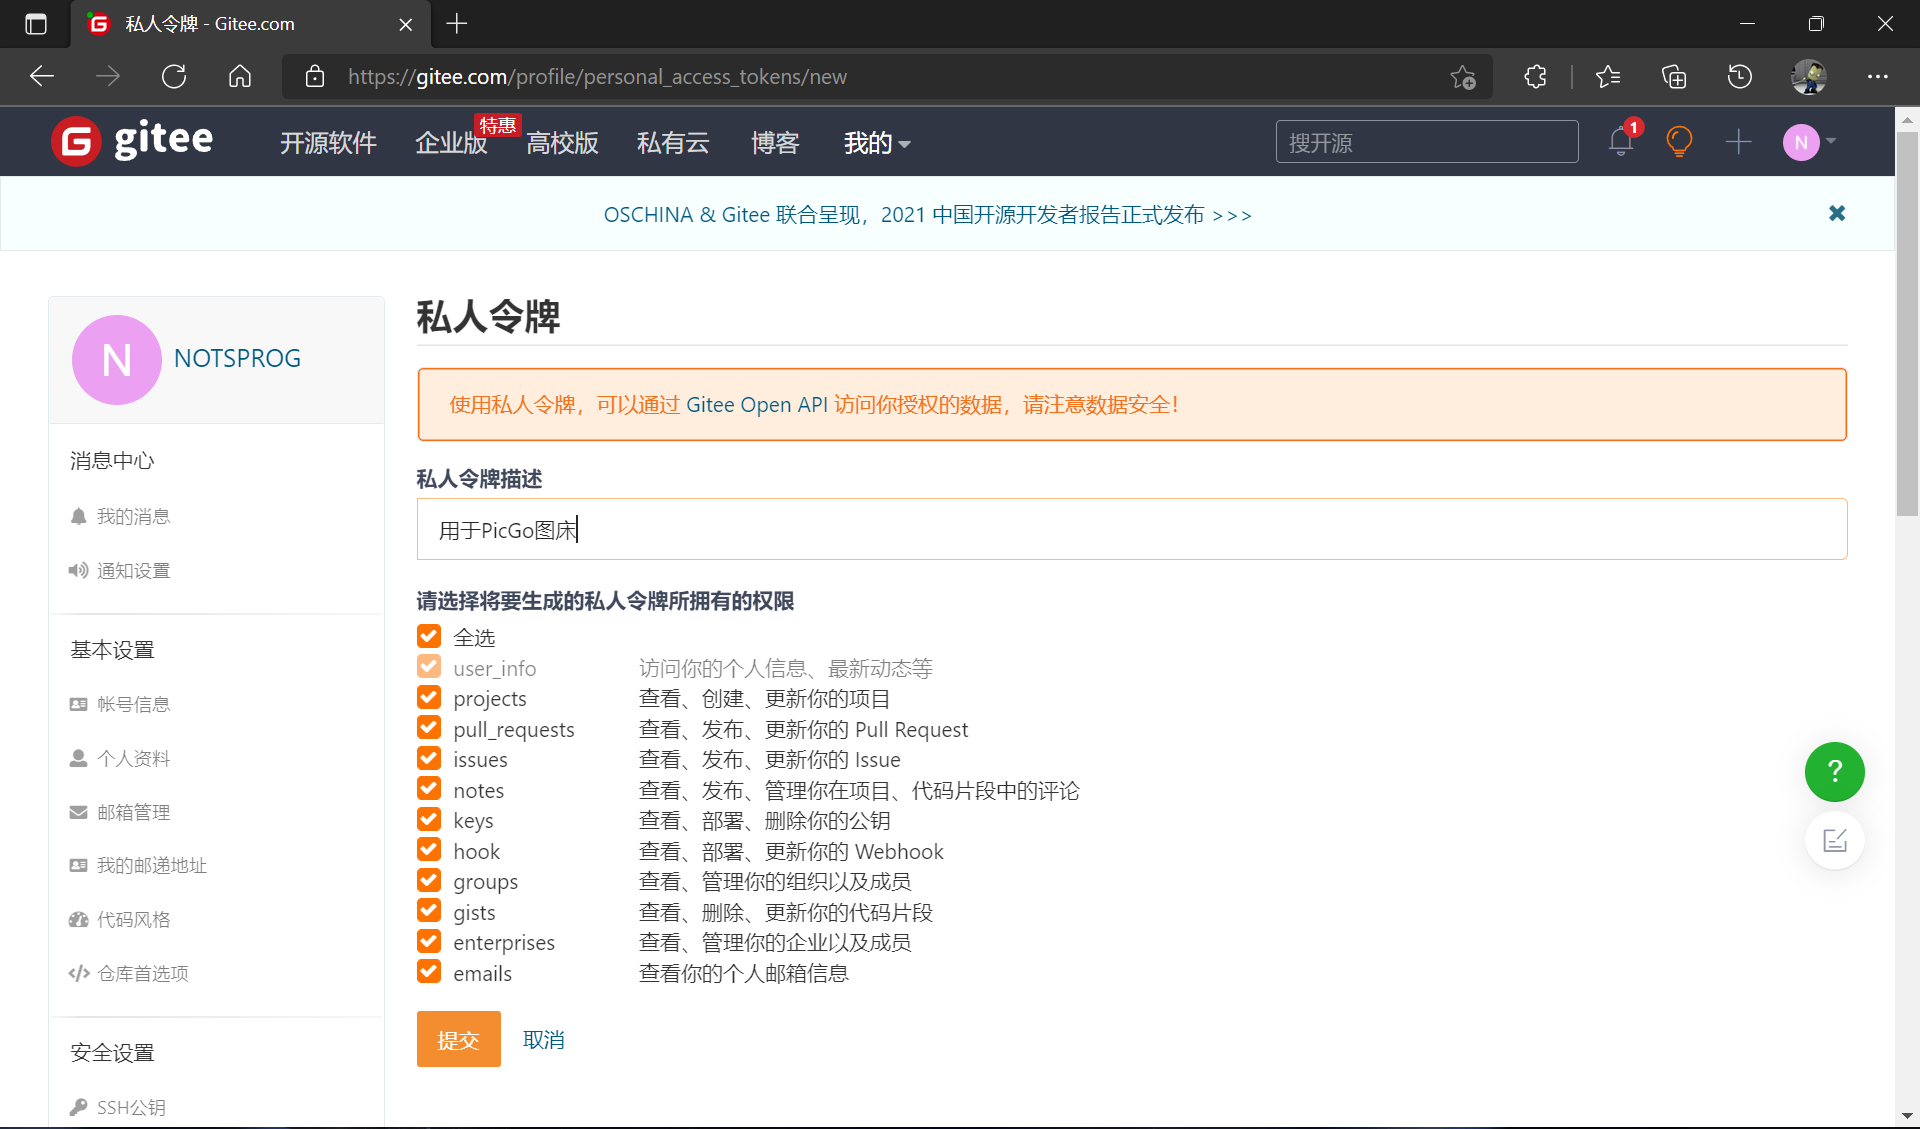 私人令牌 - Gitee.com
https://gitee.com/profile/personal_access_tokens/new
gitee
开源软件
企业版
特惠
高校版
私有云
博客
我的
搜开源
1
N
OSCHINA & Gitee 联合呈现，2021 中国开源开发者报告正式发布 >>>
N
NOTSPROG
消息中心
我的消息
通知设置
基本设置
帐号信息
个人资料
邮箱管理
我的邮递地址
代码风格
仓库首选项
安全设置
SSH公钥
私人令牌
使用私人令牌，可以通过 Gitee Open API 访问你授权的数据，请注意数据安全！
私人令牌描述
用于PicGo图床
请选择将要生成的私人令牌所拥有的权限
全选
user_info 访问你的个人信息、最新动态等
projects 查看、创建、更新你的项目
pull_requests 查看、发布、更新你的 Pull Request
issues 查看、发布、更新你的 Issue
notes 查看、发布、管理你在项目、代码片段中的评论
keys 查看、部署、删除你的公钥
hook 查看、部署、更新你的 Webhook
groups 查看、管理你的组织以及成员
gists 查看、删除、更新你的代码片段
enterprises 查看、管理你的企业以及成员
emails 查看你的个人邮箱信息
提交
取消
?